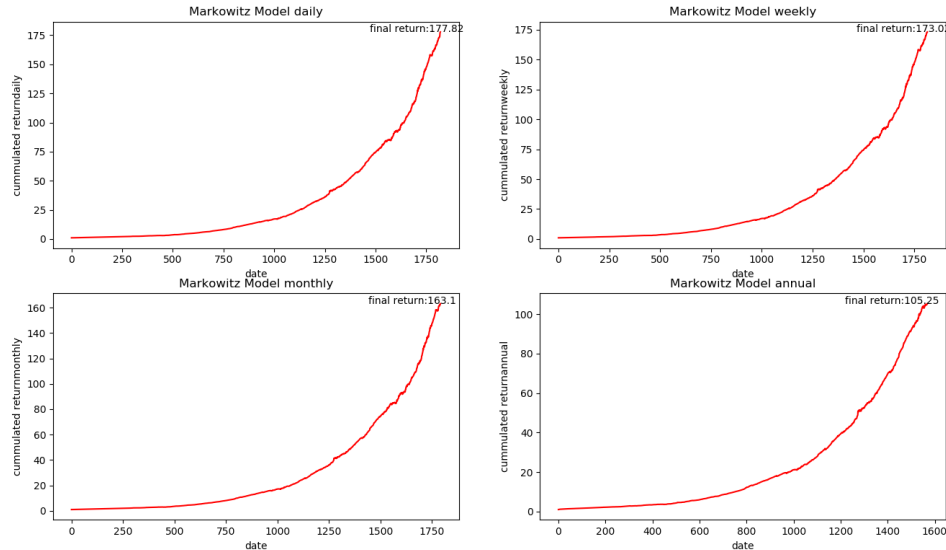 Markowitz Model daily
final return:177.82
cummulated returndaily
175
150
125
100
75
50
25
0
0 250 500 750 1000 1250 1500 1750
date
Markowitz Model weekly
cummulated returnweekly
175
150
125
100
75
50
25
0
0 250 500 750 1000 1250 1500 1750
date
Markowitz Model monthly
final return:163.1
cummulated returnmonthly
160
140
120
100
80
60
40
20
0
0 250 500 750 1000 1250 1500 1750
date
Markowitz Model annual
final return:105.25
cummulated returnannual
100
80
60
40
20
0
0 200 400 600 800 1000 1200 1400 1600
date